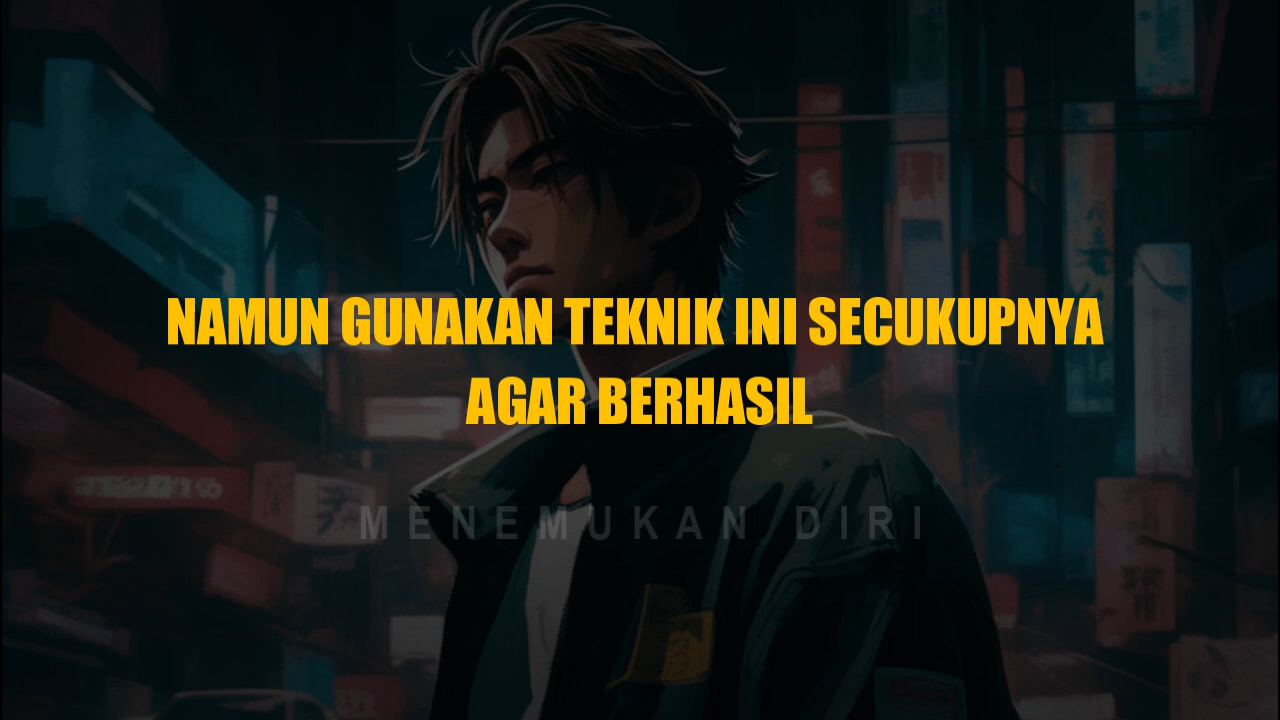 NAMUN GUNAKAN TEKNIK INI SECUKUPNYA
AGAR BERHASIL
MENEMUKAN DIRI